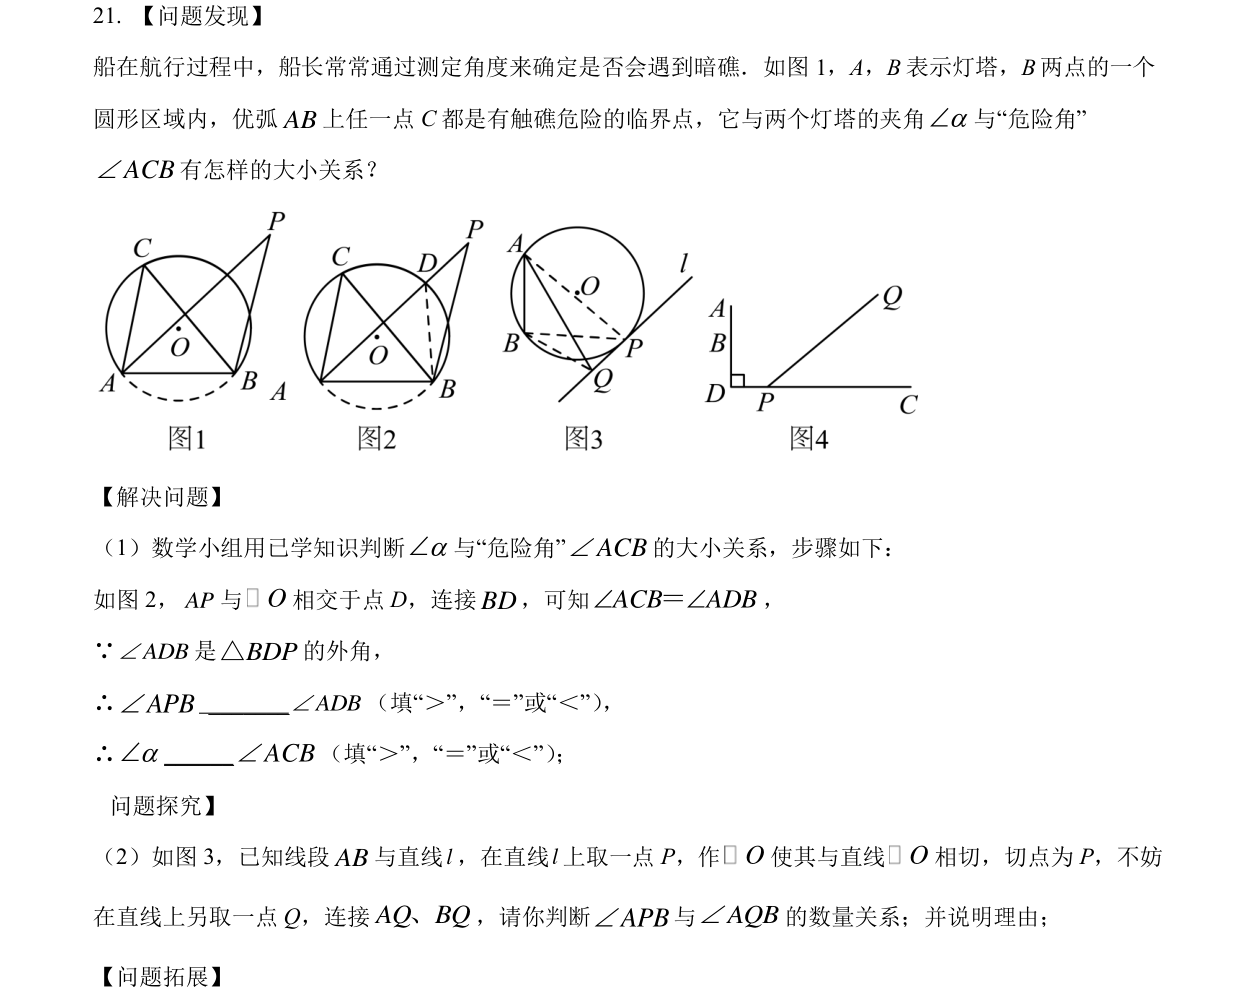 21. 【问题发现】
船在航行过程中，船长常常通过测定角度来确定是否会遇到暗礁．如图 1，A，B 表示灯塔，B 两点的一个
圆形区域内，优弧 AB 上任一点 C 都是有触礁危险的临界点，它与两个灯塔的夹角∠α 与“危险角”
∠ACB 有怎样的大小关系？
C P O A B
C D P O A B
A O l B P Q
A B D P C Q
图1 图2 图3 图4
【解决问题】
（1）数学小组用已学知识判断∠α 与“危险角”∠ACB 的大小关系，步骤如下：
如图 2， AP 与□ O 相交于点 D，连接 BD，可知∠ACB＝∠ADB，
∵∠ADB 是△BDP 的外角，
∴∠APB_______∠ADB（填“＞”，“＝”或“＜”），
∴∠α______∠ACB（填“＞”，“＝”或“＜”）；
问题探究】
（2）如图 3，已知线段 AB 与直线 l，在直线 l 上取一点 P，作□ O 使其与直线□ O 相切，切点为 P，不妨
在直线上另取一点 Q，连接 AQ、BQ，请你判断∠APB 与∠AQB 的数量关系；并说明理由；
【问题拓展】